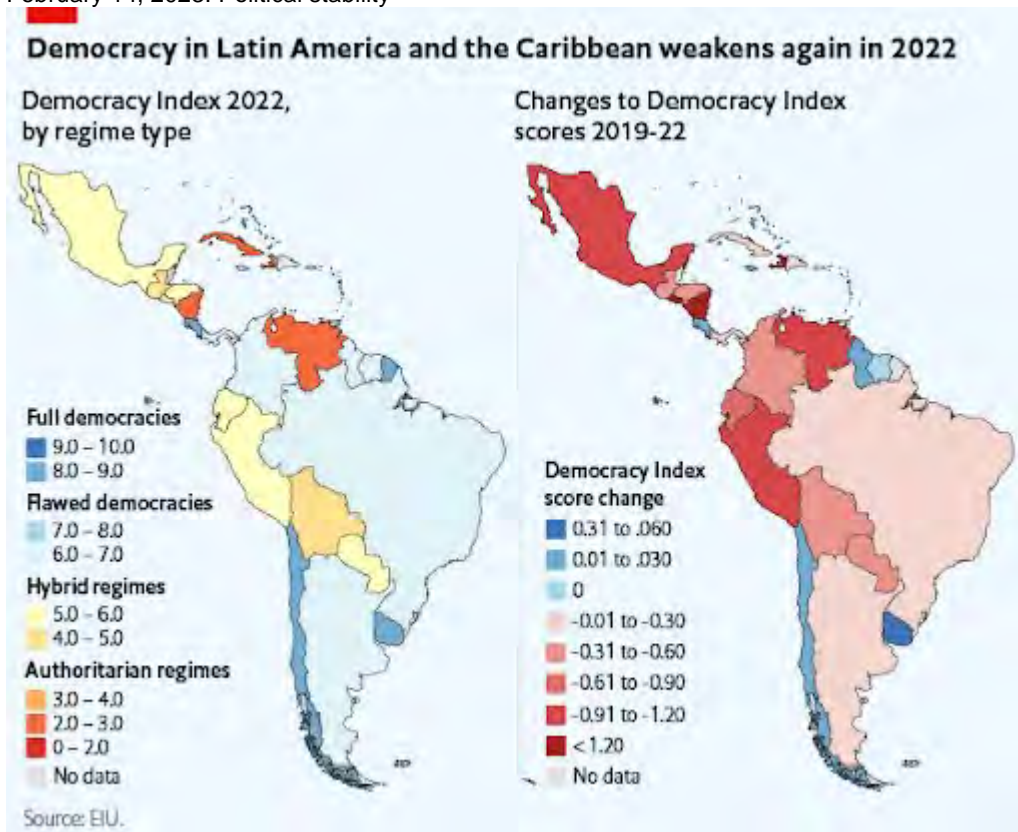 February 14, 2023: Political stability
Democracy in Latin America and the Caribbean weakens again in 2022
Democracy Index 2022,
by regime type
Changes to Democracy Index
scores 2019-22
Full democracies
9.0 – 10.0
8.0 – 9.0
Flawed democracies
7.0 – 8.0
6.0 – 7.0
Hybrid regimes
5.0 – 6.0
4.0 – 5.0
Authoritarian regimes
3.0 – 4.0
2.0 – 3.0
0 – 2.0
No data
Democracy Index
score change
0.31 to .060
0.01 to .030
0
-0.01 to -0.30
-0.31 to -0.60
-0.61 to -0.90
-0.91 to -1.20
< 1.20
No data
Source: EIU.